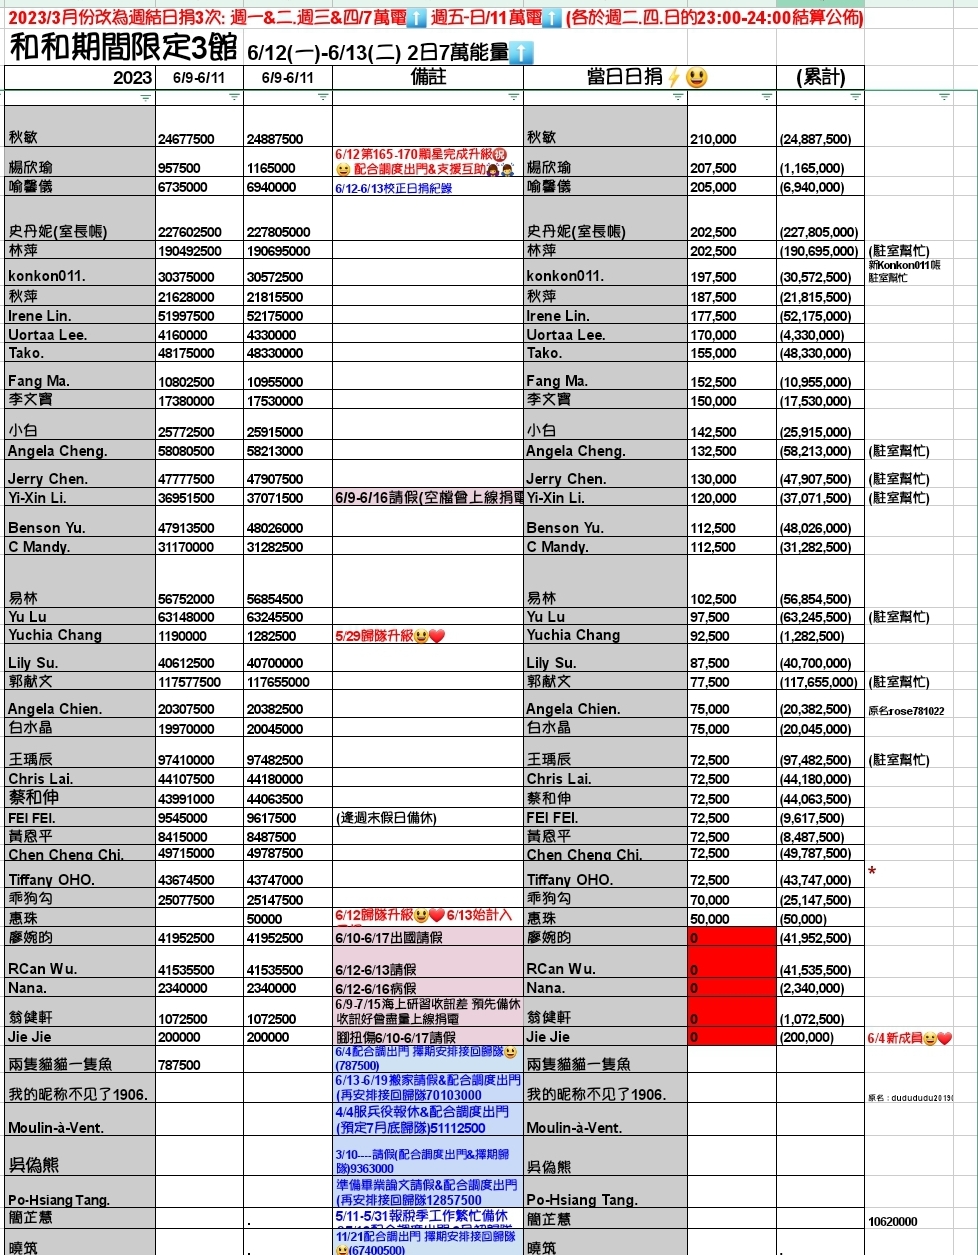 2023/3月份改為週結日捐3次: 週一&二.週三&四/7萬電⬆️ 週五-日/11萬電⬆️ (各於週二.四.日的23:00-24:00結算公佈)
和和期間限定3館 6/12(一)-6/13(二) 2日7萬能量⬆️
2023 6/9-6/11 6/9-6/11 備註 當日日捐⚡😃 (累計)
秋敏 24677500 24887500 秋敏 210,000 (24,887,500)
6/12第165-170顆星完成升級㊗️
楊欣瑜 957500 1165000 😀 配合調度出門&支援互助 楊欣瑜 207,500 (1,165,000)
喻馨儀 6735000 6940000 6/12-6/13校正日捐紀錄 喻馨儀 205,000 (6,940,000)
史丹妮(室長帳) 227602500 227805000 史丹妮(室長帳) 202,500 (227,805,000)
林萍 190492500 190695000 林萍 202,500 (190,695,000) (駐室幫忙)
konkon011. 30375000 30572500 konkon011. 197,500 (30,572,500) 新Konkon011帳
駐室幫忙
秋萍 21628000 21815500 秋萍 187,500 (21,815,500)
Irene Lin. 51997500 52175000 Irene Lin. 177,500 (52,175,000)
Uortaa Lee. 4160000 4330000 Uortaa Lee. 170,000 (4,330,000)
Tako. 48175000 48330000 Tako. 155,000 (48,330,000)
Fang Ma. 10802500 10955000 Fang Ma. 152,500 (10,955,000)
李文寶 17380000 17530000 李文寶 150,000 (17,530,000)
小白 25772500 25915000 小白 142,500 (25,915,000)
Angela Cheng. 58080500 58213000 Angela Cheng. 132,500 (58,213,000) (駐室幫忙)
Jerry Chen. 47777500 47907500 Jerry Chen. 130,000 (47,907,500) (駐室幫忙)
Yi-Xin Li. 36951500 37071500 6/9-6/16請假(空檔會上線捐電 Yi-Xin Li. 120,000 (37,071,500) (駐室幫忙)
Benson Yu. 47913500 48026000 Benson Yu. 112,500 (48,026,000)
C Mandy. 31170000 31282500 C Mandy. 112,500 (31,282,500)
易林 56752000 56854500 易林 102,500 (56,854,500)
Yu Lu 63148000 63245500 Yu Lu 97,500 (63,245,500) (駐室幫忙)
Yuchia Chang 1190000 1282500 5/29歸隊升級😃❤️ Yuchia Chang 92,500 (1,282,500)
Lily Su. 40612500 40700000 Lily Su. 87,500 (40,700,000)
郭献文 117577500 117655000 郭献文 77,500 (117,655,000) (駐室幫忙)
Angela Chien. 20307500 20382500 Angela Chien. 75,000 (20,382,500) 原名rose781022
白水晶 19970000 20045000 白水晶 75,000 (20,045,000)
王瑀辰 97410000 97482500 王瑀辰 72,500 (97,482,500) (駐室幫忙)
Chris Lai. 44107500 44180000 Chris Lai. 72,500 (44,180,000)
蔡和伸 43991000 44063500 蔡和伸 72,500 (44,063,500)
FEI FEI. 9545000 9617500 (逢週末假日備休) FEI FEI. 72,500 (9,617,500)
黃恩平 8415000 8487500 黃恩平 72,500 (8,487,500)
Chen Cheng Chi. 49715000 49787500 Chen Cheng Chi. 72,500 (49,787,500)
Tiffany OHO. 43674500 43747000 Tiffany OHO. 72,500 (43,747,000) *
乖狗勾 25077500 25147500 乖狗勾 70,000 (25,147,500)
惠珠 50000 6/12歸隊升級😃❤️6/13始計入 惠珠 50,000 (50,000)
廖婉昀 41952500 41952500 6/10-6/17出國請假 廖婉昀 0 (41,952,500)
RCan Wu. 41535500 41535500 6/12-6/13請假 RCan Wu. 0 (41,535,500)
Nana. 2340000 2340000 6/12-6/16病假 Nana. 0 (2,340,000)
6/9-7/15海上研習收訊差 預先備休
翁健軒 1072500 1072500 收訊好會盡量上線捐電 翁健軒 0 (1,072,500)
Jie Jie 200000 200000 腳扭傷6/10-6/17請假 Jie Jie 0 (200,000) 6/4新成員😀❤️
6/4配合調出門 擇期安排接回歸隊😃
兩隻貓貓一隻魚 787500 (787500) 兩隻貓貓一隻魚
6/13-6/19搬家請假&配合調度出門
我的昵称不见了1906. (再安排接回歸隊70103000 我的昵称不见了1906. 原名：dudududu2019
4/4服兵役報休&配合調度出門
Moulin-à-Vent. (預定7月底歸隊)51112500 Moulin-à-Vent.
3/10----請假(配合調度出門&擇期歸
吳偽熊 隊)9363000 吳偽熊
準備畢業論文請假&配合調度出門
Po-Hsiang Tang. (再安排接回歸隊12857500 Po-Hsiang Tang.
簡芷慧 . 5/11-5/31報稅季工作繁忙備休 簡芷慧 10620000
11/21配合調出門 擇期安排接回歸隊
曉筑 . 😃(67400500) 曉筑 .